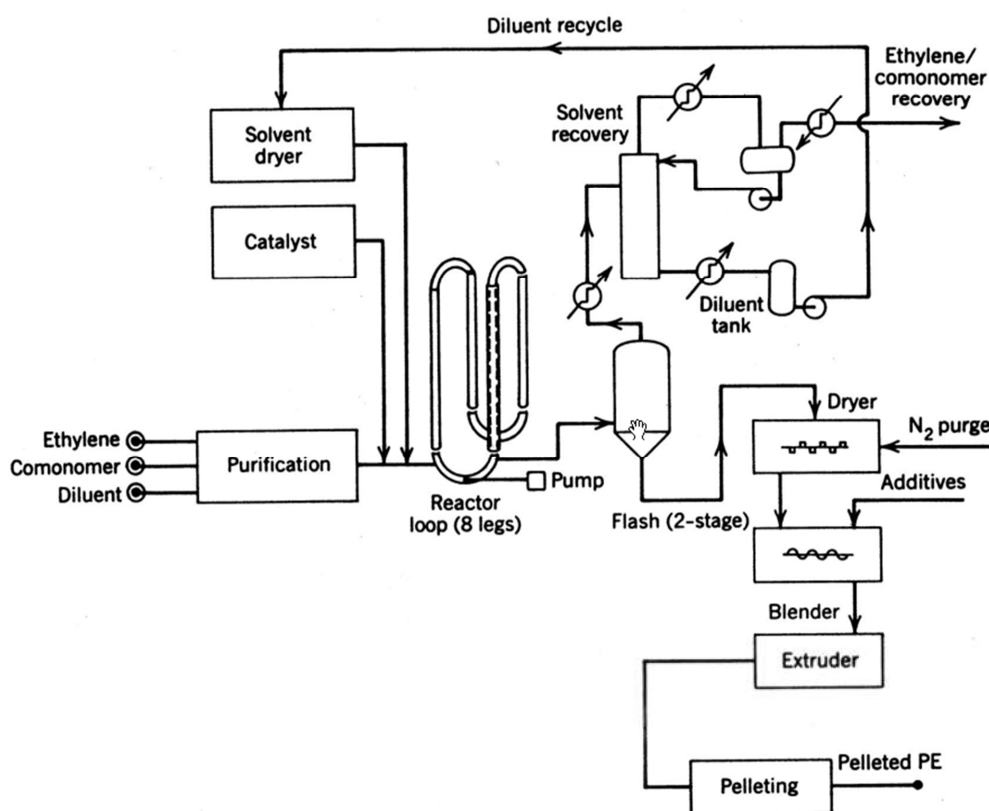 Diluent recycle
Ethylene/
comonomer
recovery
Solvent
recovery
Solvent
dryer
Catalyst
Diluent
tank
Dryer
N2 purge
Ethylene
Comonomer
Diluent
Purification
Pump
Reactor
loop (8 legs)
Flash (2-stage)
Additives
Blender
Extruder
Pelleting
Pelleted PE